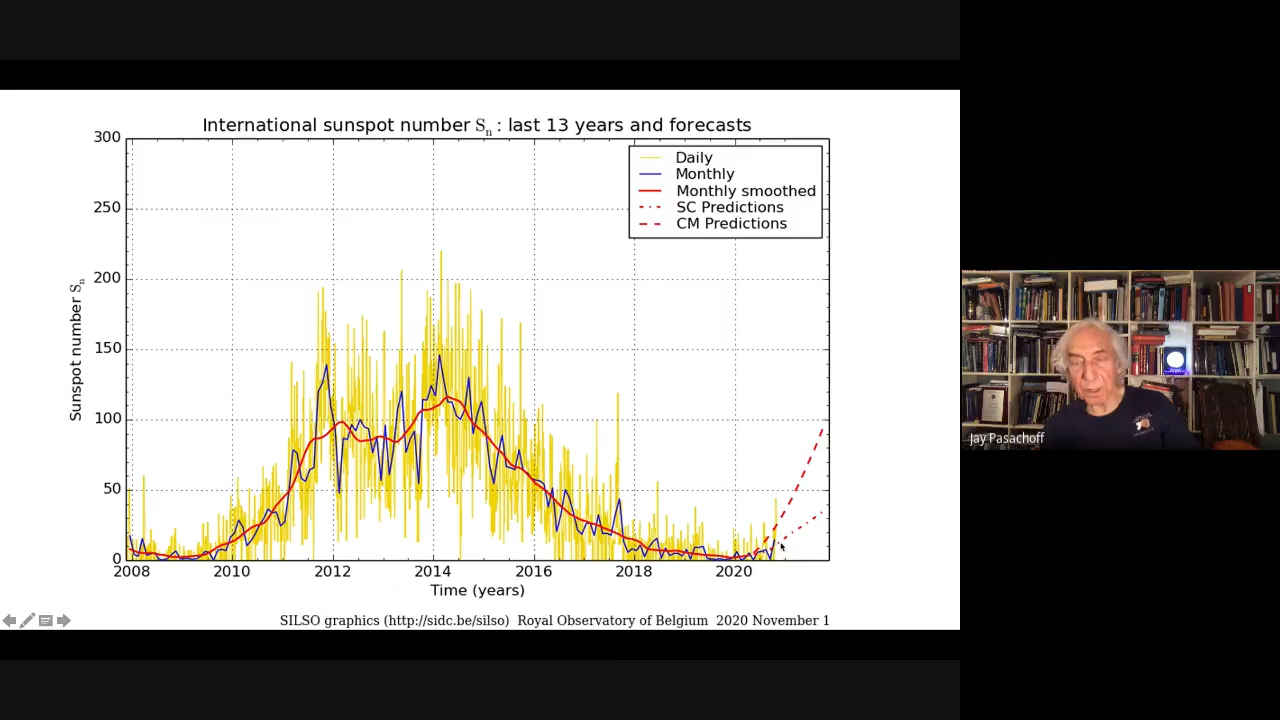 International sunspot number Sn : last 13 years and forecasts
300
250
200
150
100
50
0
Sunspot number Sn
Daily
Monthly
Monthly smoothed
SC Predictions
CM Predictions
2008 2010 2012 2014 2016 2018 2020
Time (years)
SILSO graphics (http://sidc.be/silso) Royal Observatory of Belgium 2020 November 1
Jay Pasachoff